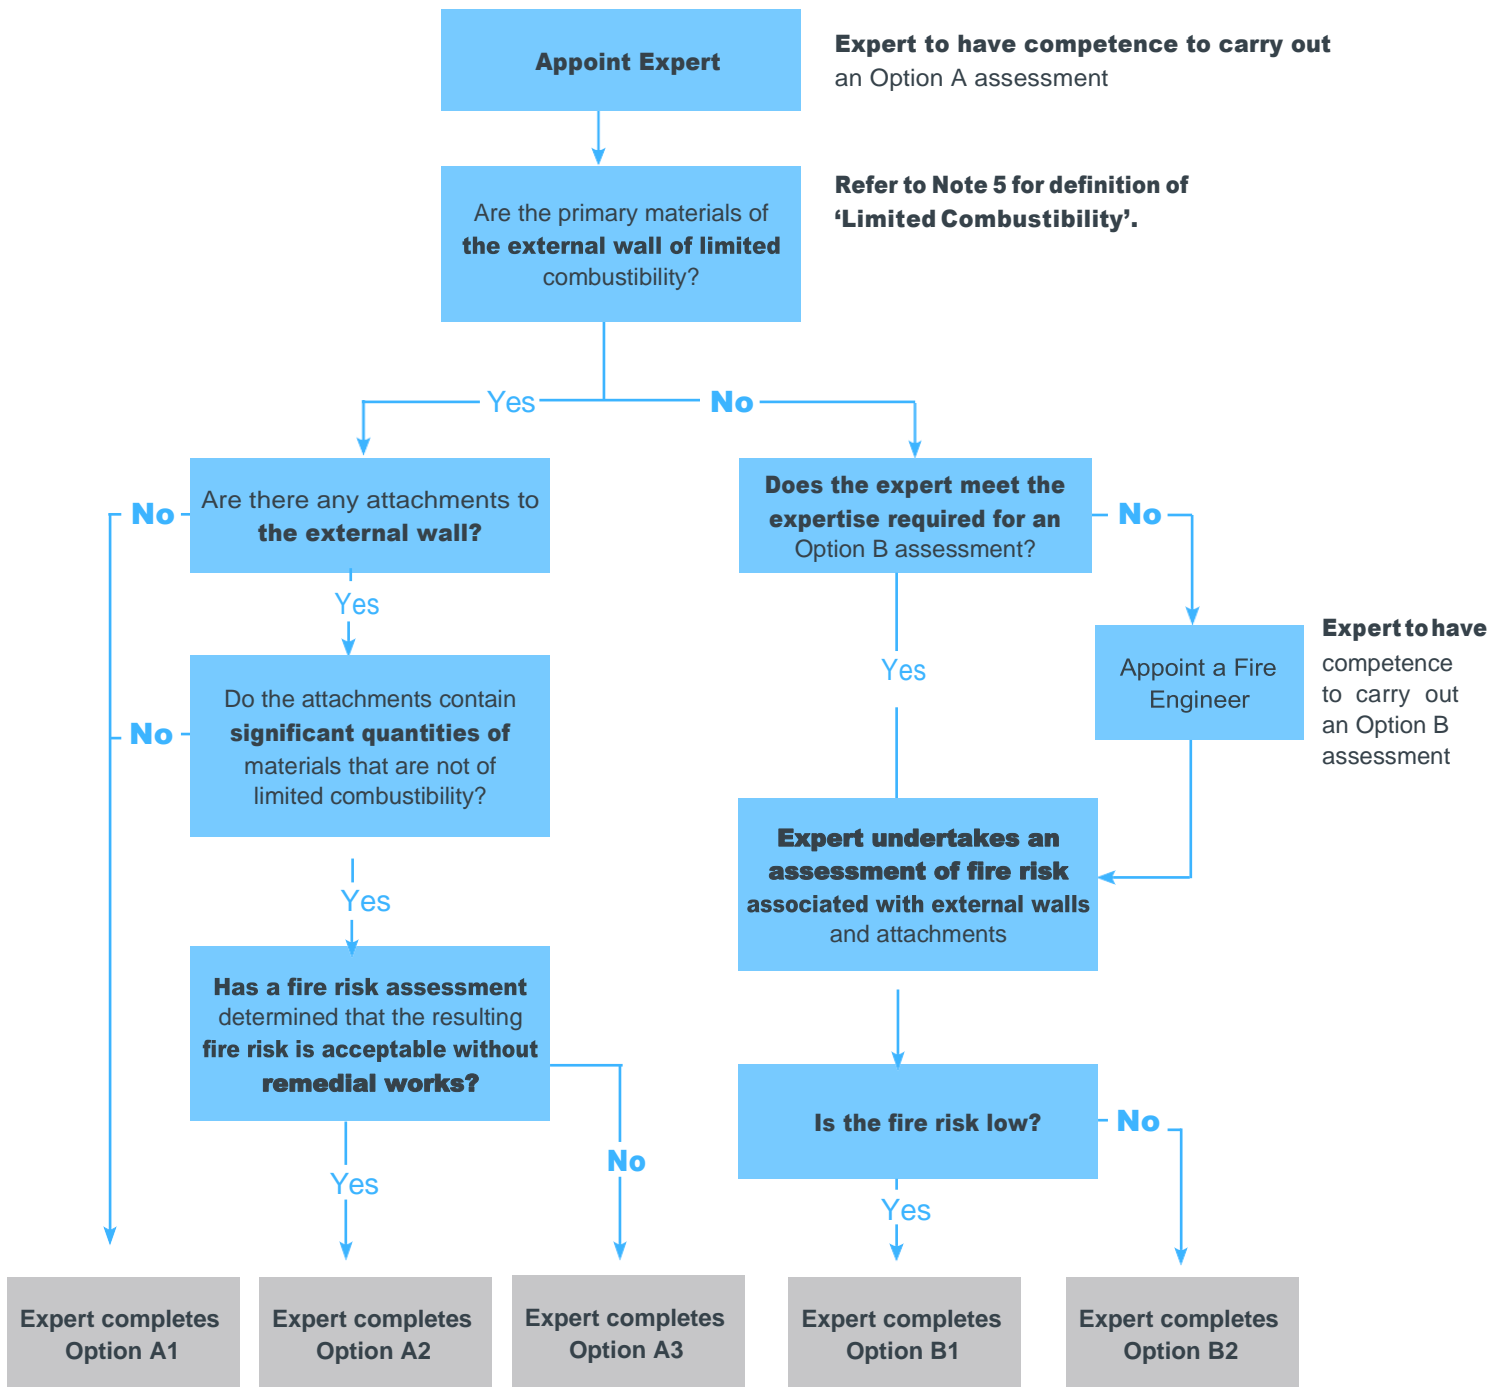 Appoint Expert
Expert to have competence to carry out
an Option A assessment
Are the primary materials of
the external wall of limited
combustibility?
Refer to Note 5 for definition of
‘Limited Combustibility’.
Yes
No
Are there any attachments to
the external wall?
No
Does the expert meet the
expertise required for an
Option B assessment?
No
Yes
Yes
Appoint a Fire
Engineer
Expert to have
competence
to carry out
an Option B
assessment
Do the attachments contain
significant quantities of
materials that are not of
limited combustibility?
No
Yes
Expert undertakes an
assessment of fire risk
associated with external walls
and attachments
Has a fire risk assessment
determined that the resulting
fire risk is acceptable without
remedial works?
Yes
No
Is the fire risk low?
No
Yes
Expert completes
Option A1
Expert completes
Option A2
Expert completes
Option A3
Expert completes
Option B1
Expert completes
Option B2